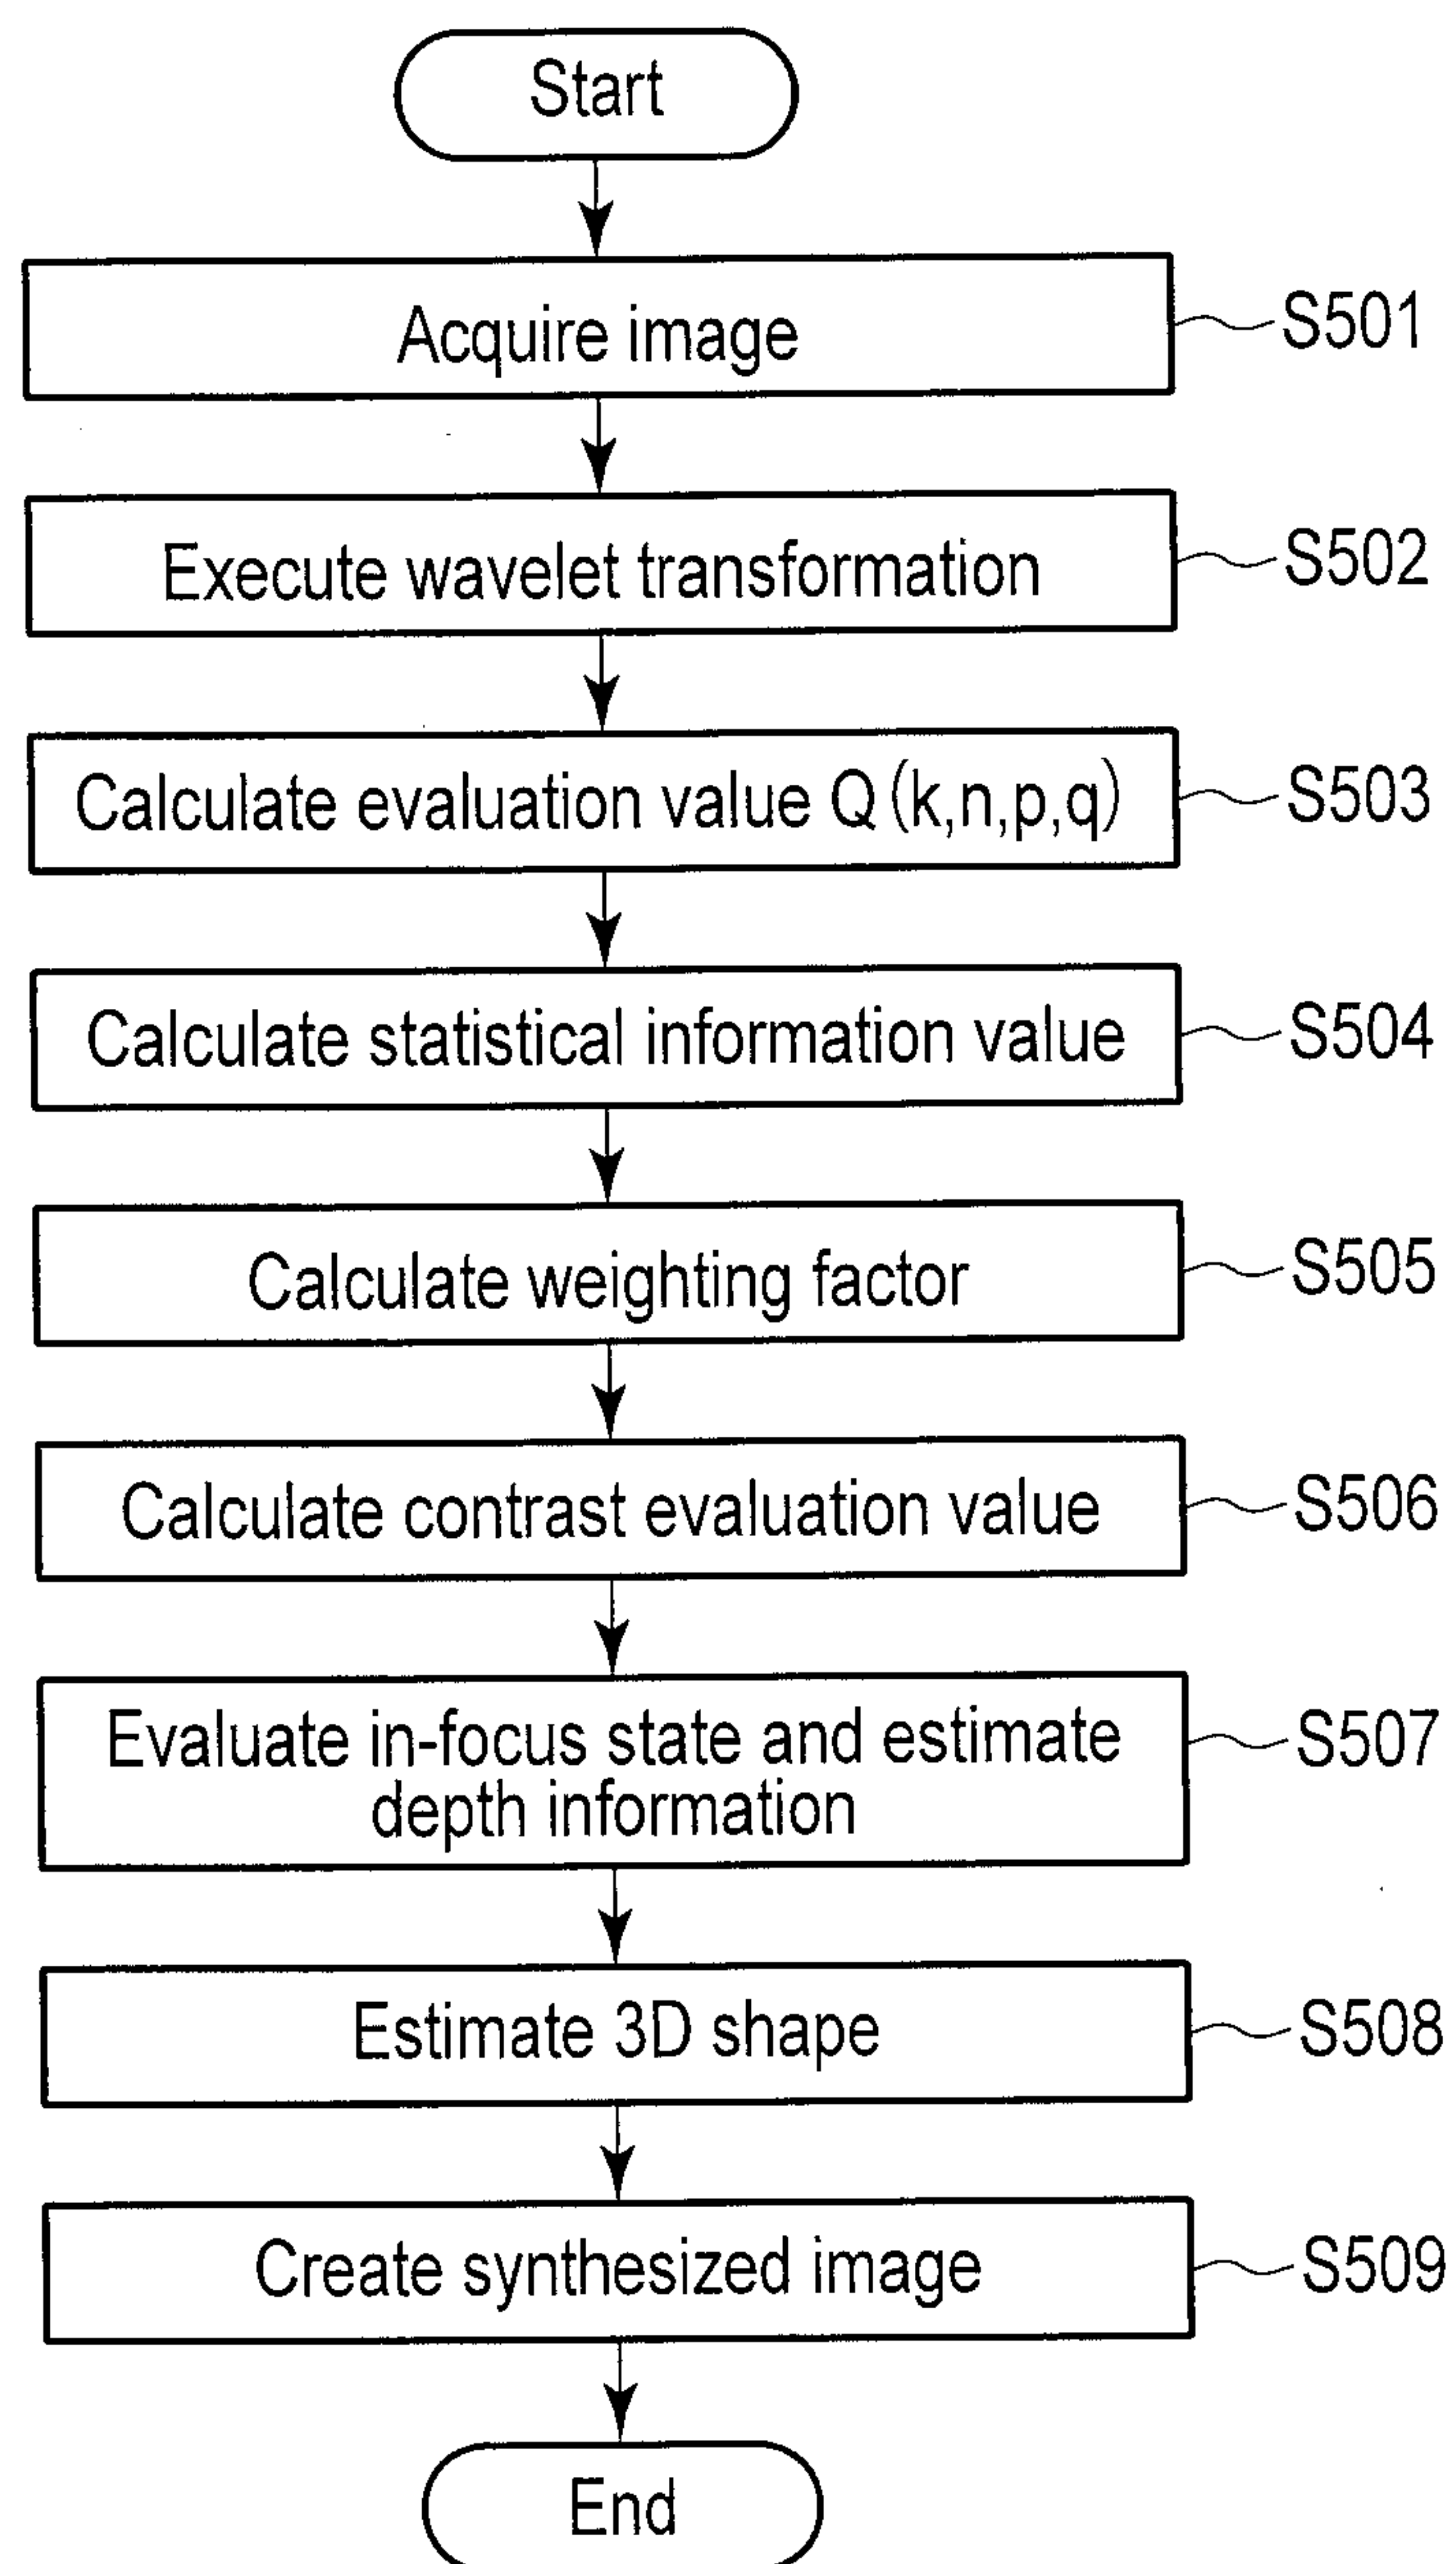 Start
Acquire image
S501
Execute wavelet transformation
S502
Calculate evaluation value Q (k,n,p,q)
S503
Calculate statistical information value
S504
Calculate weighting factor
S505
Calculate contrast evaluation value
S506
Evaluate in-focus state and estimate
depth information
S507
Estimate 3D shape
S508
Create synthesized image
S509
End